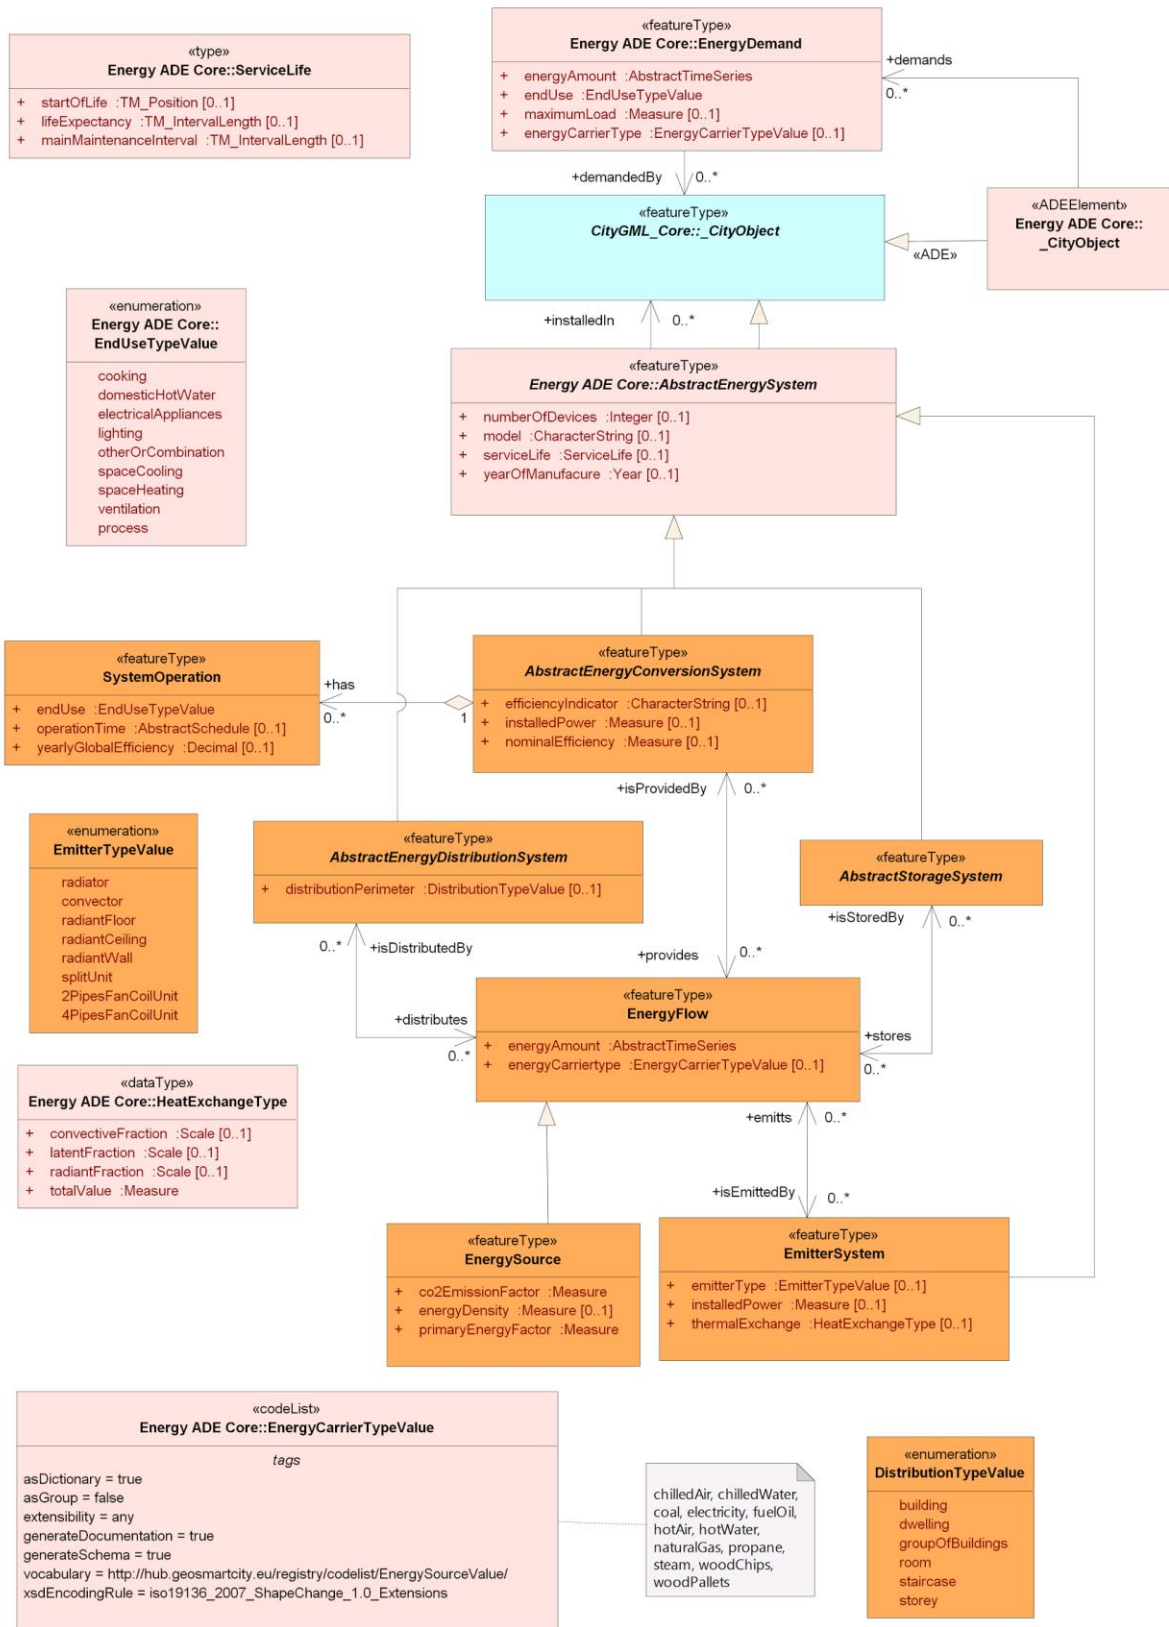 «featureType»
Energy ADE Core::EnergyDemand
+ energyAmount :AbstractTimeSeries
+ endUse :EndUseTypeValue
+ maximumLoad :Measure [0..1]
+ energyCarrierType :EnergyCarrierTypeValue [0..1]
«type»
Energy ADE Core::ServiceLife
+ startOfLife :TM_Position [0..1]
+ lifeExpectancy :TM_IntervalLength [0..1]
+ mainMaintenanceInterval :TM_IntervalLength [0..1]
+demands
0..*
+demandedBy
0..*
«featureType»
CityGML_Core::_CityObject
«ADEElement»
Energy ADE Core::
_CityObject
«ADE»
+installedIn
0..*
«enumeration»
Energy ADE Core::
EndUseTypeValue
cooking
domesticHotWater
electricalAppliances
lighting
otherOrCombination
spaceCooling
spaceHeating
ventilation
process
«featureType»
Energy ADE Core::AbstractEnergySystem
+ numberOfDevices :Integer [0..1]
+ model :CharacterString [0..1]
+ serviceLife :ServiceLife [0..1]
+ yearOfManufacure :Year [0..1]
«featureType»
SystemOperation
+ endUse :EndUseTypeValue
+ operationTime :AbstractSchedule [0..1]
+ yearlyGlobalEfficiency :Decimal [0..1]
+has
0..*
1
«featureType»
AbstractEnergyConversionSystem
+ efficiencyIndicator :CharacterString [0..1]
+ installedPower :Measure [0..1]
+ nominalEfficiency :Measure [0..1]
+isProvidedBy
0..*
«enumeration»
EmitterTypeValue
radiator
convector
radiantFloor
radiantCeiling
radiantWall
splitUnit
2PipesFanCoilUnit
4PipesFanCoilUnit
«featureType»
AbstractEnergyDistributionSystem
+ distributionPerimeter :DistributionTypeValue [0..1]
«featureType»
AbstractStorageSystem
0..*
+isDistributedBy
+isStoredBy
0..*
+provides
0..*
+distributes
0..*
+stores
0..*
«featureType»
EnergyFlow
+ energyAmount :AbstractTimeSeries
+ energyCarriertype :EnergyCarrierTypeValue [0..1]
«dataType»
Energy ADE Core::HeatExchangeType
+ convectiveFraction :Scale [0..1]
+ latentFraction :Scale [0..1]
+ radiantFraction :Scale [0..1]
+ totalValue :Measure
+emitts
0..*
+isEmittedBy
0..*
«featureType»
EnergySource
+ co2EmissionFactor :Measure
+ energyDensity :Measure [0..1]
+ primaryEnergyFactor :Measure
«featureType»
EmitterSystem
+ emitterType :EmitterTypeValue [0..1]
+ installedPower :Measure [0..1]
+ thermalExchange :HeatExchangeType [0..1]
«codeList»
Energy ADE Core::EnergyCarrierTypeValue
tags
asDictionary = true
asGroup = false
extensibility = any
generateDocumentation = true
generateSchema = true
vocabulary = http://hub.geosmartcity.eu/registry/codelist/EnergySourceValue/
xsdEncodingRule = iso19136_2007_ShapeChange_1.0_Extensions
chilledAir, chilledWater,
coal, electricity, fuelOil,
hotAir, hotWater,
naturalGas, propane,
steam, woodChips,
woodPallets
«enumeration»
DistributionTypeValue
building
dwelling
groupOfBuildings
room
staircase
storey